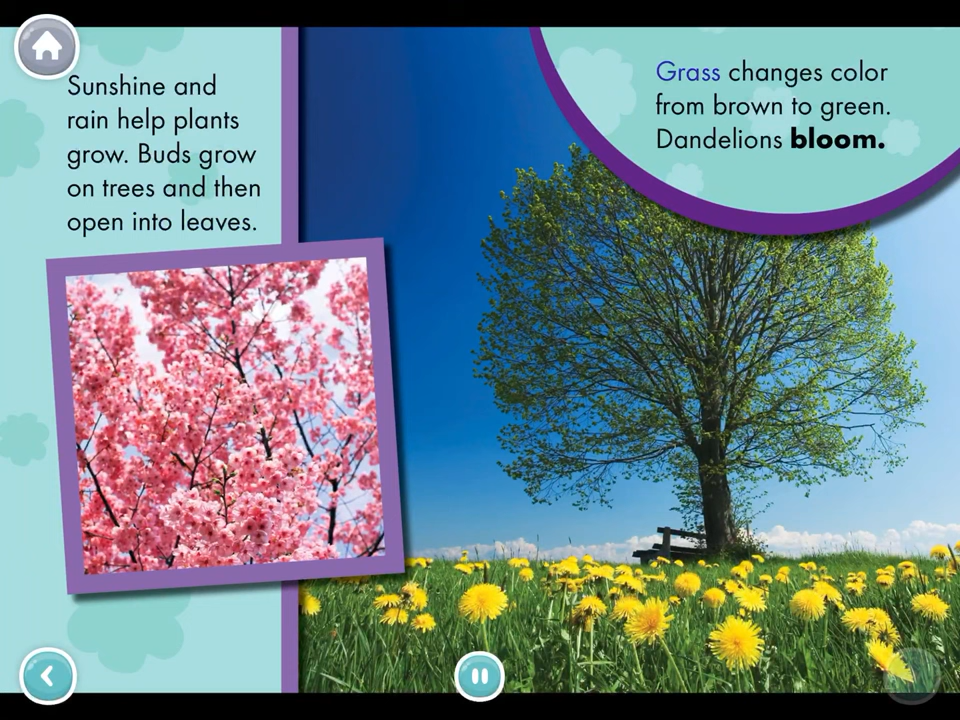 Sunshine and
rain help plants
grow. Buds grow
on trees and then
open into leaves.
Grass changes color
from brown to green.
Dandelions bloom.